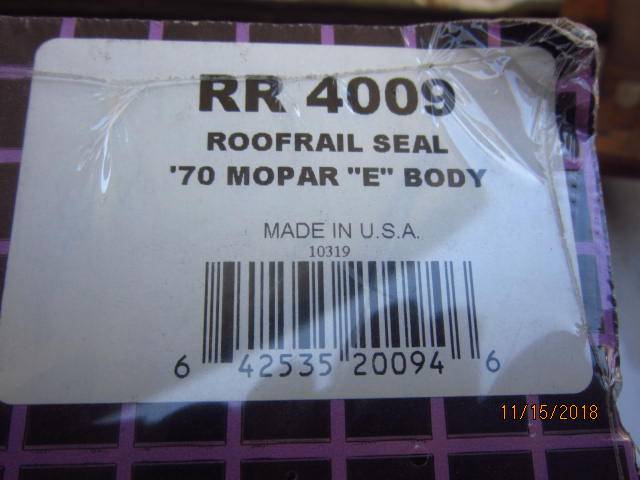 RR 4009
ROOFRAIL SEAL
'70 MOPAR "E" BODY
MADE IN U.S.A.
10319
6 42535 20094 6
11/15/2018